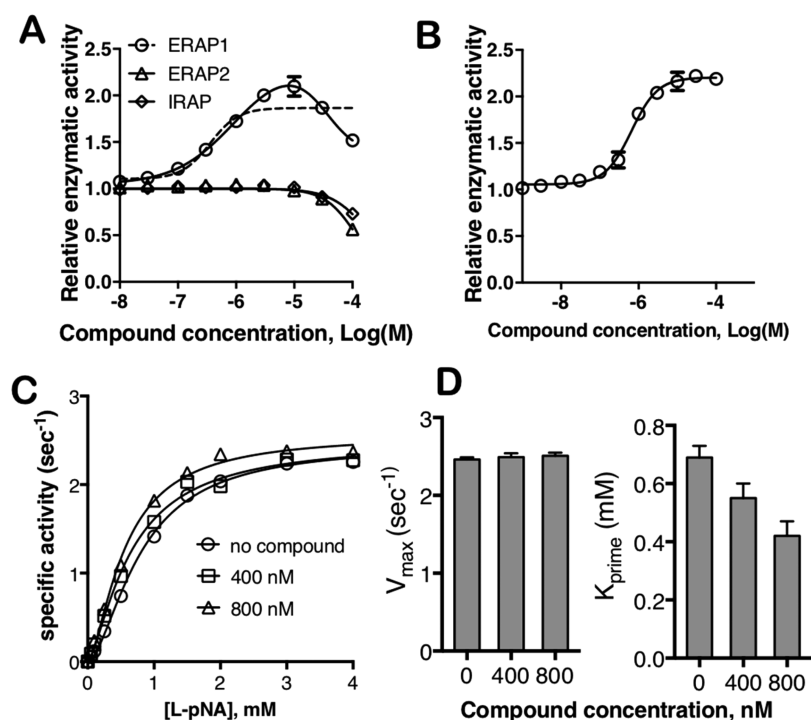 A
Relative enzymatic activity
2.5
2.0
1.5
1.0
0.5
0.0
ERAP1
ERAP2
IRAP
-8 -7 -6 -5 -4
Compound concentration, Log(M)
B
Relative enzymatic activity
2.5
2.0
1.5
1.0
0.5
0.0
-8 -6 -4
Compound concentration, Log(M)
C
specific activity (sec-1)
3
2
1
0
no compound
400 nM
800 nM
0 1 2 3 4
[L-pNA], mM
D
Vmax (sec-1)
3
2
1
0
0 400 800
Kprime (mM)
0.8
0.6
0.4
0.2
0.0
0 400 800
Compound concentration, nM